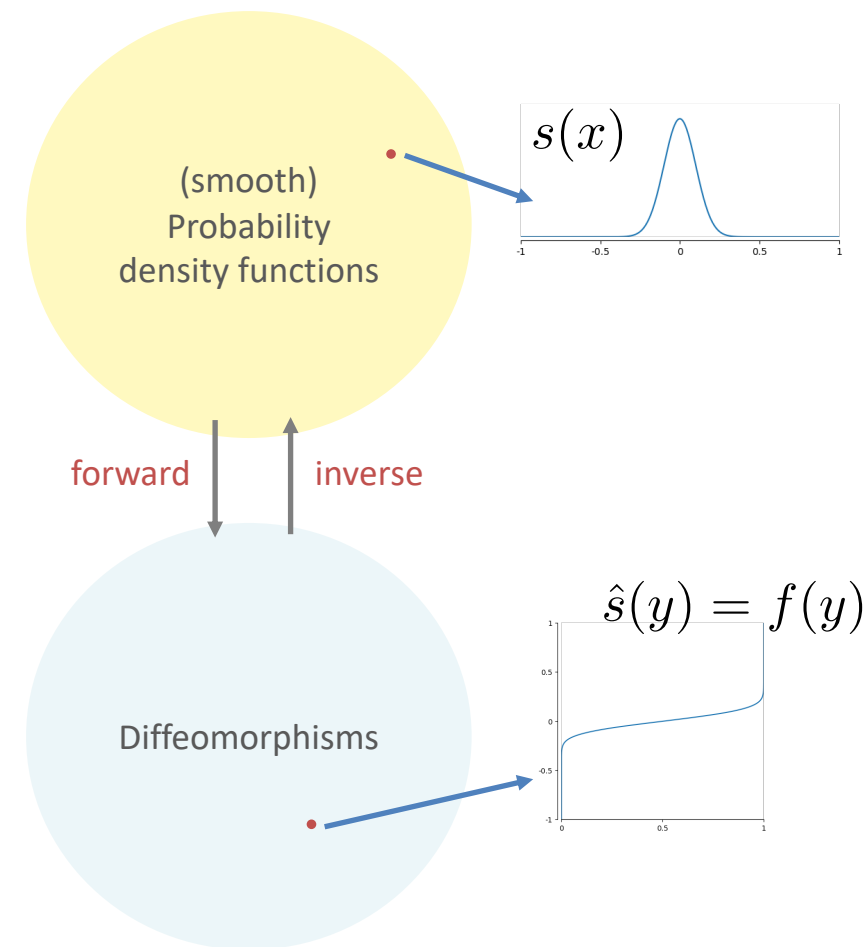 (smooth)
Probability
density functions
s(x)
-1 -0.5 0 0.5 1
forward
inverse
Diffeomorphisms
ŝ(y) = f(y)
1
0.5
0
-0.5
-1
0 0.5 1